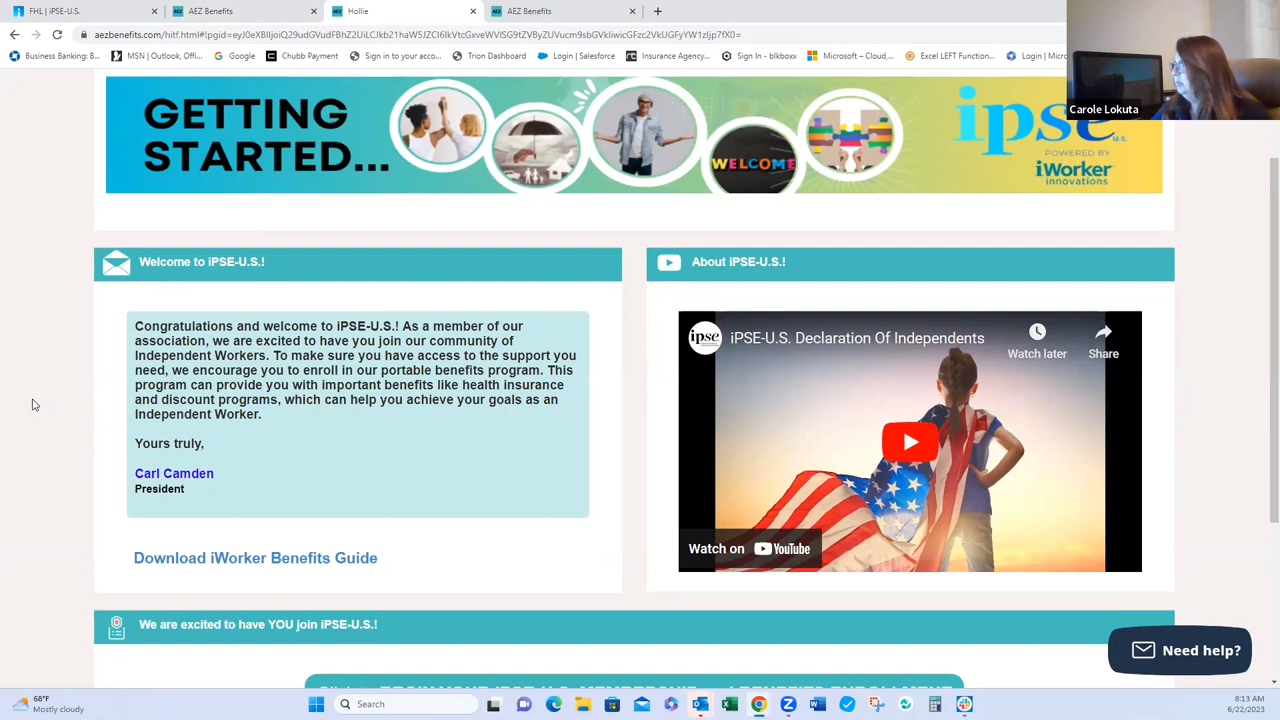 FHL | iPSE-U.S.
AEZ Benefits
Hollie
AEZ Benefits
Business Banking: B...
MSN | Outlook, Offi...
Google
Chubb Payment
Sign in to your acco...
Trion Dashboard
Login | Salesforce
Insurance Agency...
Sign In - blkboxx
Microsoft – Cloud,...
Excel LEFT Function...
Carole Lokuta
GETTING
STARTED...
WELCOME
ipse
U.S.
POWERED BY
iWorker
innovations
Welcome to iPSE-U.S.!
Congratulations and welcome to iPSE-U.S.! As a member of our
association, we are excited to have you join our community of
Independent Workers. To make sure you have access to the support you
need, we encourage you to enroll in our portable benefits program. This
program can provide you with important benefits like health insurance
and discount programs, which can help you achieve your goals as an
Independent Worker.
Yours truly,
Carl Camden
President
Download iWorker Benefits Guide
About iPSE-U.S.!
ipse
iPSE-U.S. Declaration Of Independents
Watch later
Share
Watch on YouTube
We are excited to have YOU join iPSE-U.S.!
Need help?
68°F
Mostly cloudy
Search
8:13 AM
6/22/2023